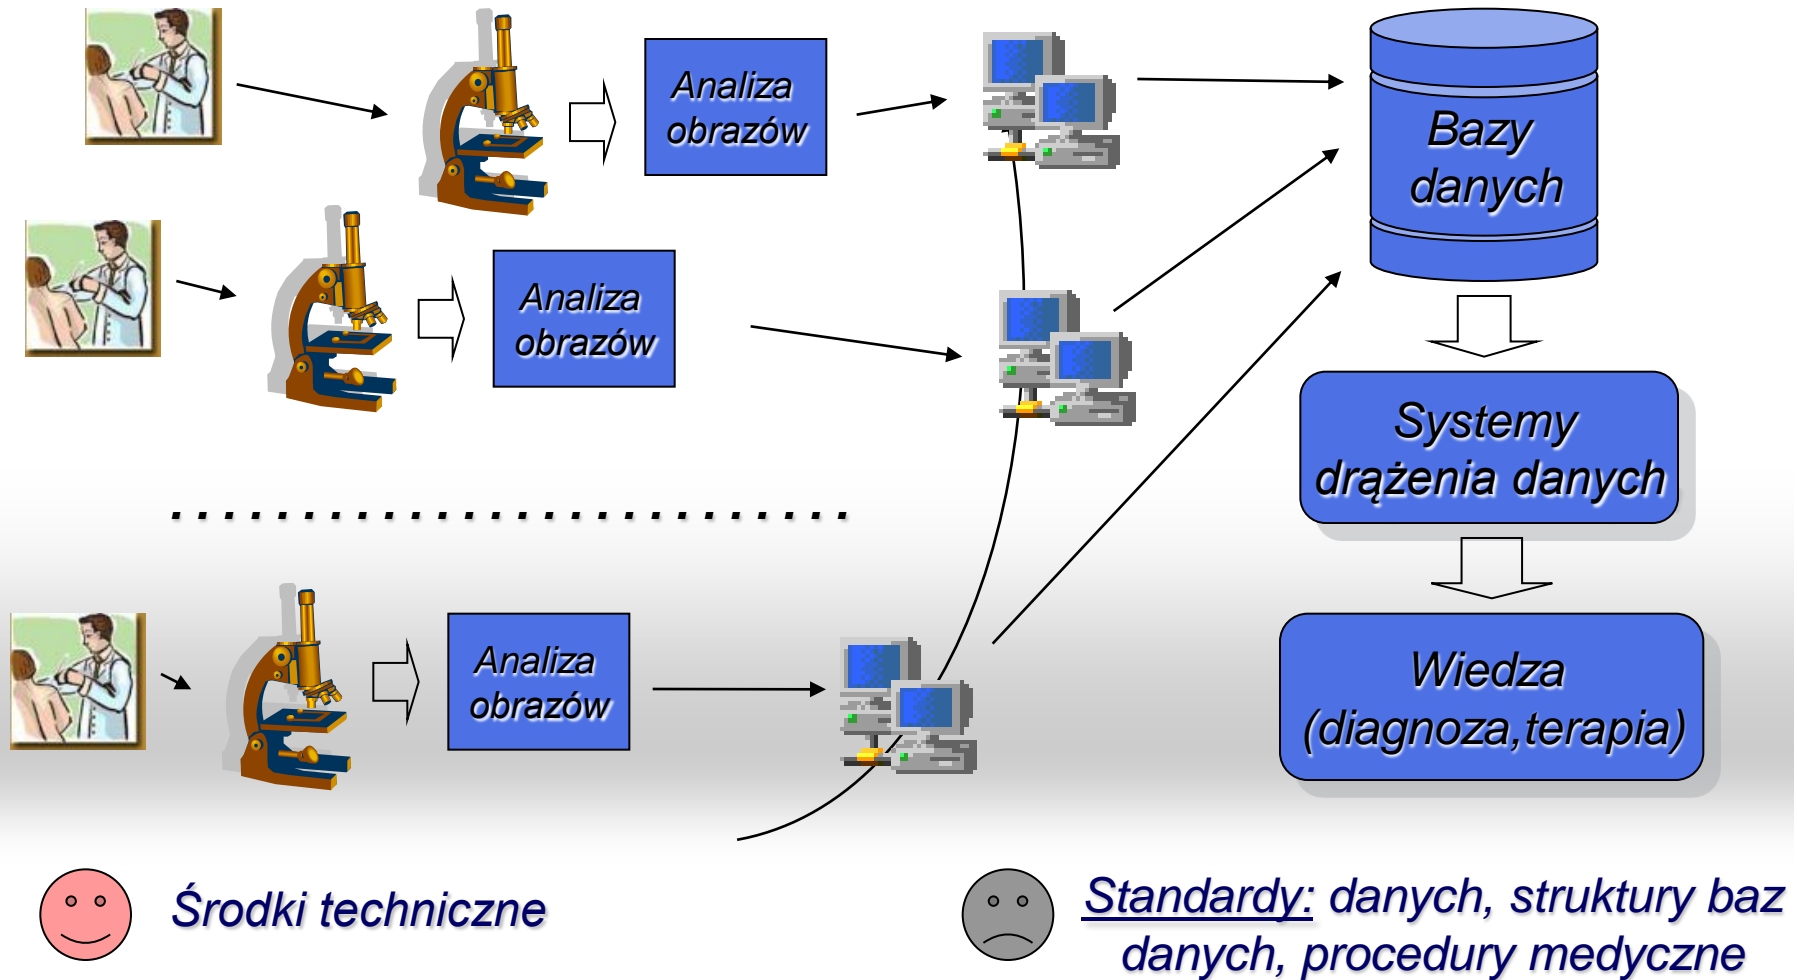 Analiza
obrazów
Bazy
danych
Analiza
obrazów
Systemy
drążenia danych
. . . . . . . . . . . . . . . . . . . . . . . . . .
Analiza
obrazów
Wiedza
(diagnoza,terapia)
Środki techniczne
Standardy: danych, struktury baz
danych, procedury medyczne